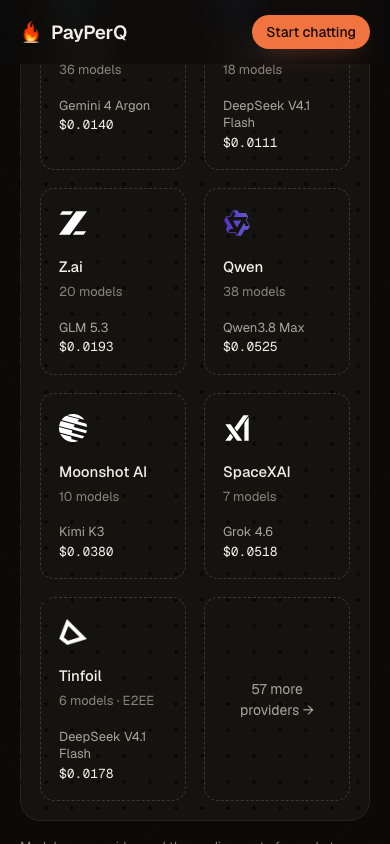 PayPerQ
Start chatting
36 models
Gemini 4 Argon
$0.0140
18 models
DeepSeek V4.1
Flash
$0.0111
Z.ai
20 models
GLM 5.3
$0.0193
Qwen
38 models
Qwen3.8 Max
$0.0525
Moonshot AI
10 models
Kimi K3
$0.0380
SpaceXAI
7 models
Grok 4.6
$0.0518
Tinfoil
6 models · E2EE
DeepSeek V4.1
Flash
$0.0178
57 more
providers →